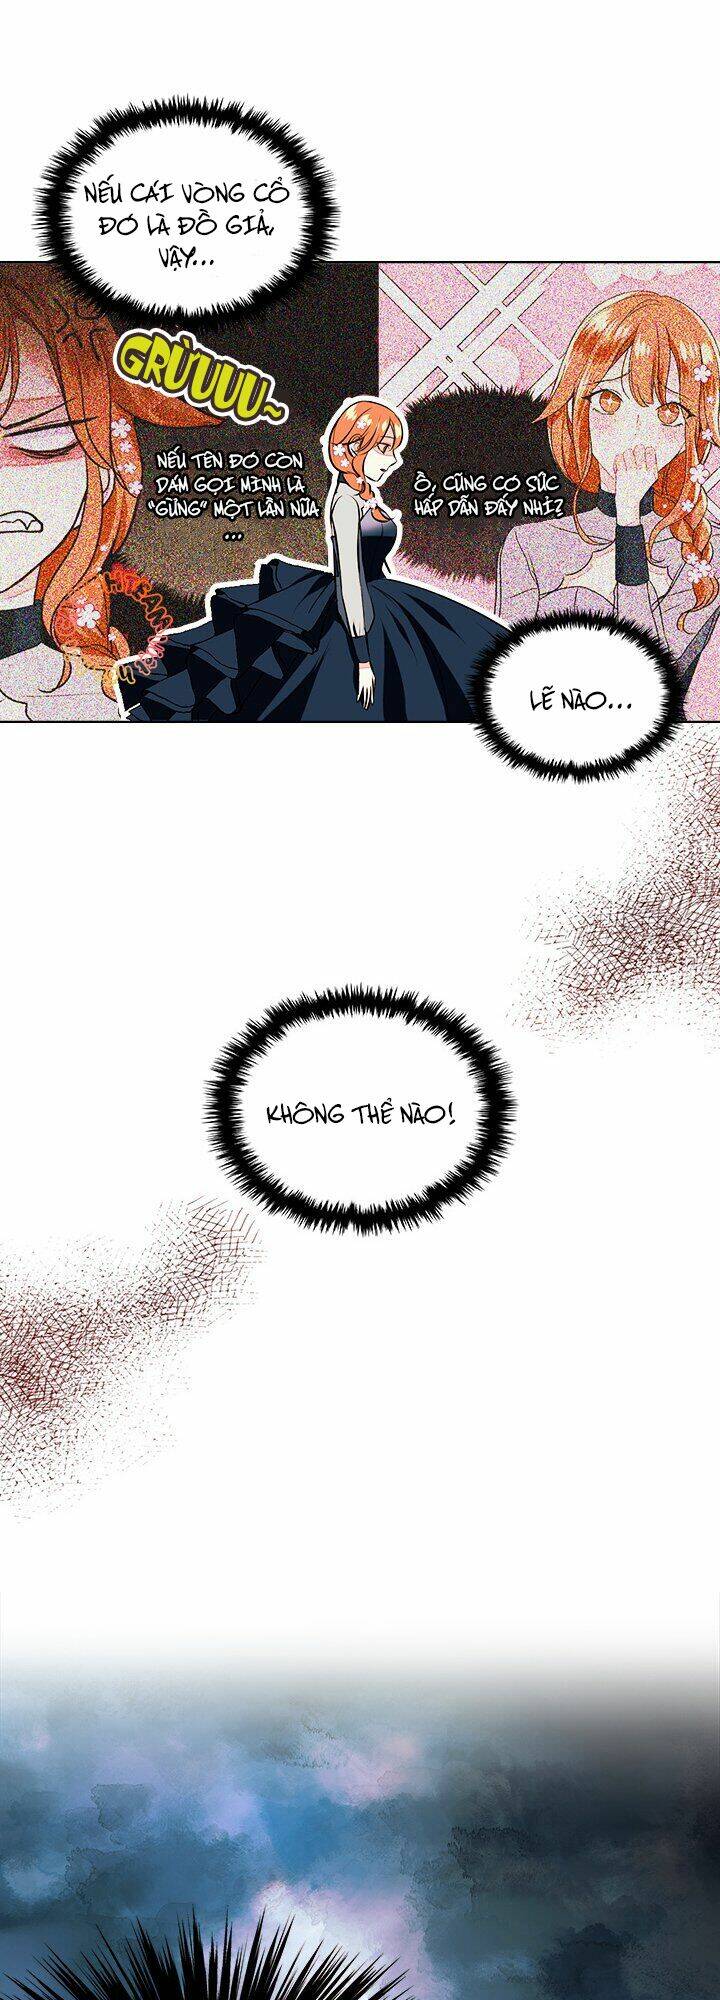 NẾU CÁI VÒNG CỔ
ĐÓ LÀ ĐỒ GIẢ,
VẬY...
GRỪUUU~
NẾU TÊN ĐÓ CÒN
DÁM GỌI MÌNH LÀ
"GỪNG" MỘT LẦN NỮA
...
Ồ, CŨNG CÓ SỨC
HẤP DẪN ĐẤY NHỈ?
LẼ NÀO...
KHÔNG THỂ NÀO!